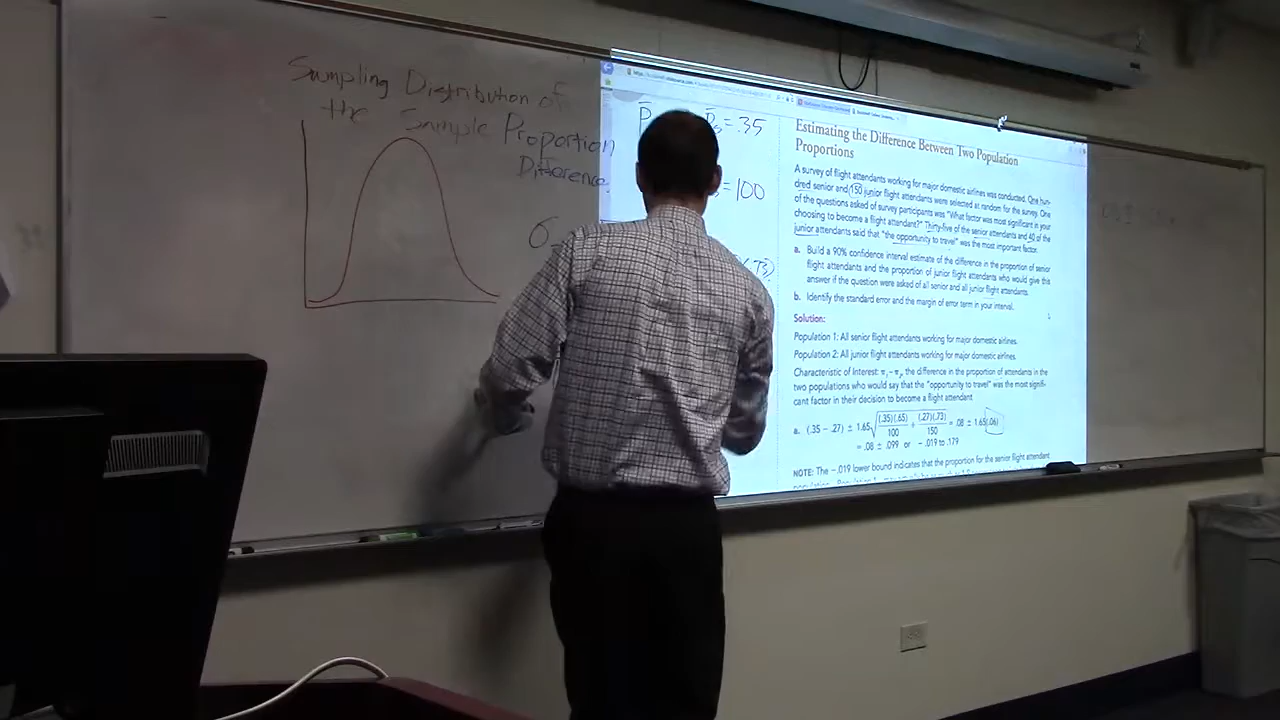 Sampling Distribution of
the Sample Proportion
Difference
σ
P̄
P̄s = .35
= 100
Estimating the Difference Between Two Population
Proportions
A survey of flight attendants working for major domestic airlines was conducted. One hun-
dred senior and 150 junior flight attendants were selected at random for the survey. One
of the questions asked of survey participants was "What factor was most significant in your
choosing to become a flight attendant?" Thirty-five of the senior attendants and 40 of the
junior attendants said that "the opportunity to travel" was the most important factor.
a. Build a 90% confidence interval estimate of the difference in the proportion of senior
flight attendants and the proportion of junior flight attendants who would give this
answer if the question were asked of all senior and all junior flight attendants.
b. Identify the standard error and the margin of error term in your interval.
Solution:
Population 1: All senior flight attendants working for major domestic airlines.
Population 2: All junior flight attendants working for major domestic airlines.
Characteristic of Interest: π₁ – π₂, the difference in the proportion of attendants in the
two populations who would say that the "opportunity to travel" was the most signifi-
cant factor in their decision to become a flight attendant
a. (.35 – .27) ± 1.65√((.35)(.65)/100 + (.27)(.73)/150) = .08 ± 1.65(.06)
= .08 ± .099 or –.019 to .179
NOTE: The –.019 lower bound indicates that the proportion for the senior flight attendant